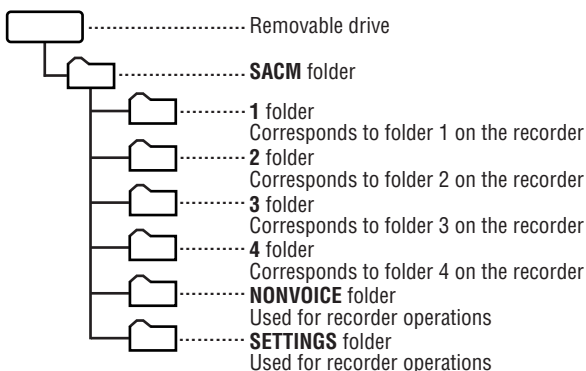 Removable drive
SACM folder
1 folder
Corresponds to folder 1 on the recorder
2 folder
Corresponds to folder 2 on the recorder
3 folder
Corresponds to folder 3 on the recorder
4 folder
Corresponds to folder 4 on the recorder
NONVOICE folder
Used for recorder operations
SETTINGS folder
Used for recorder operations